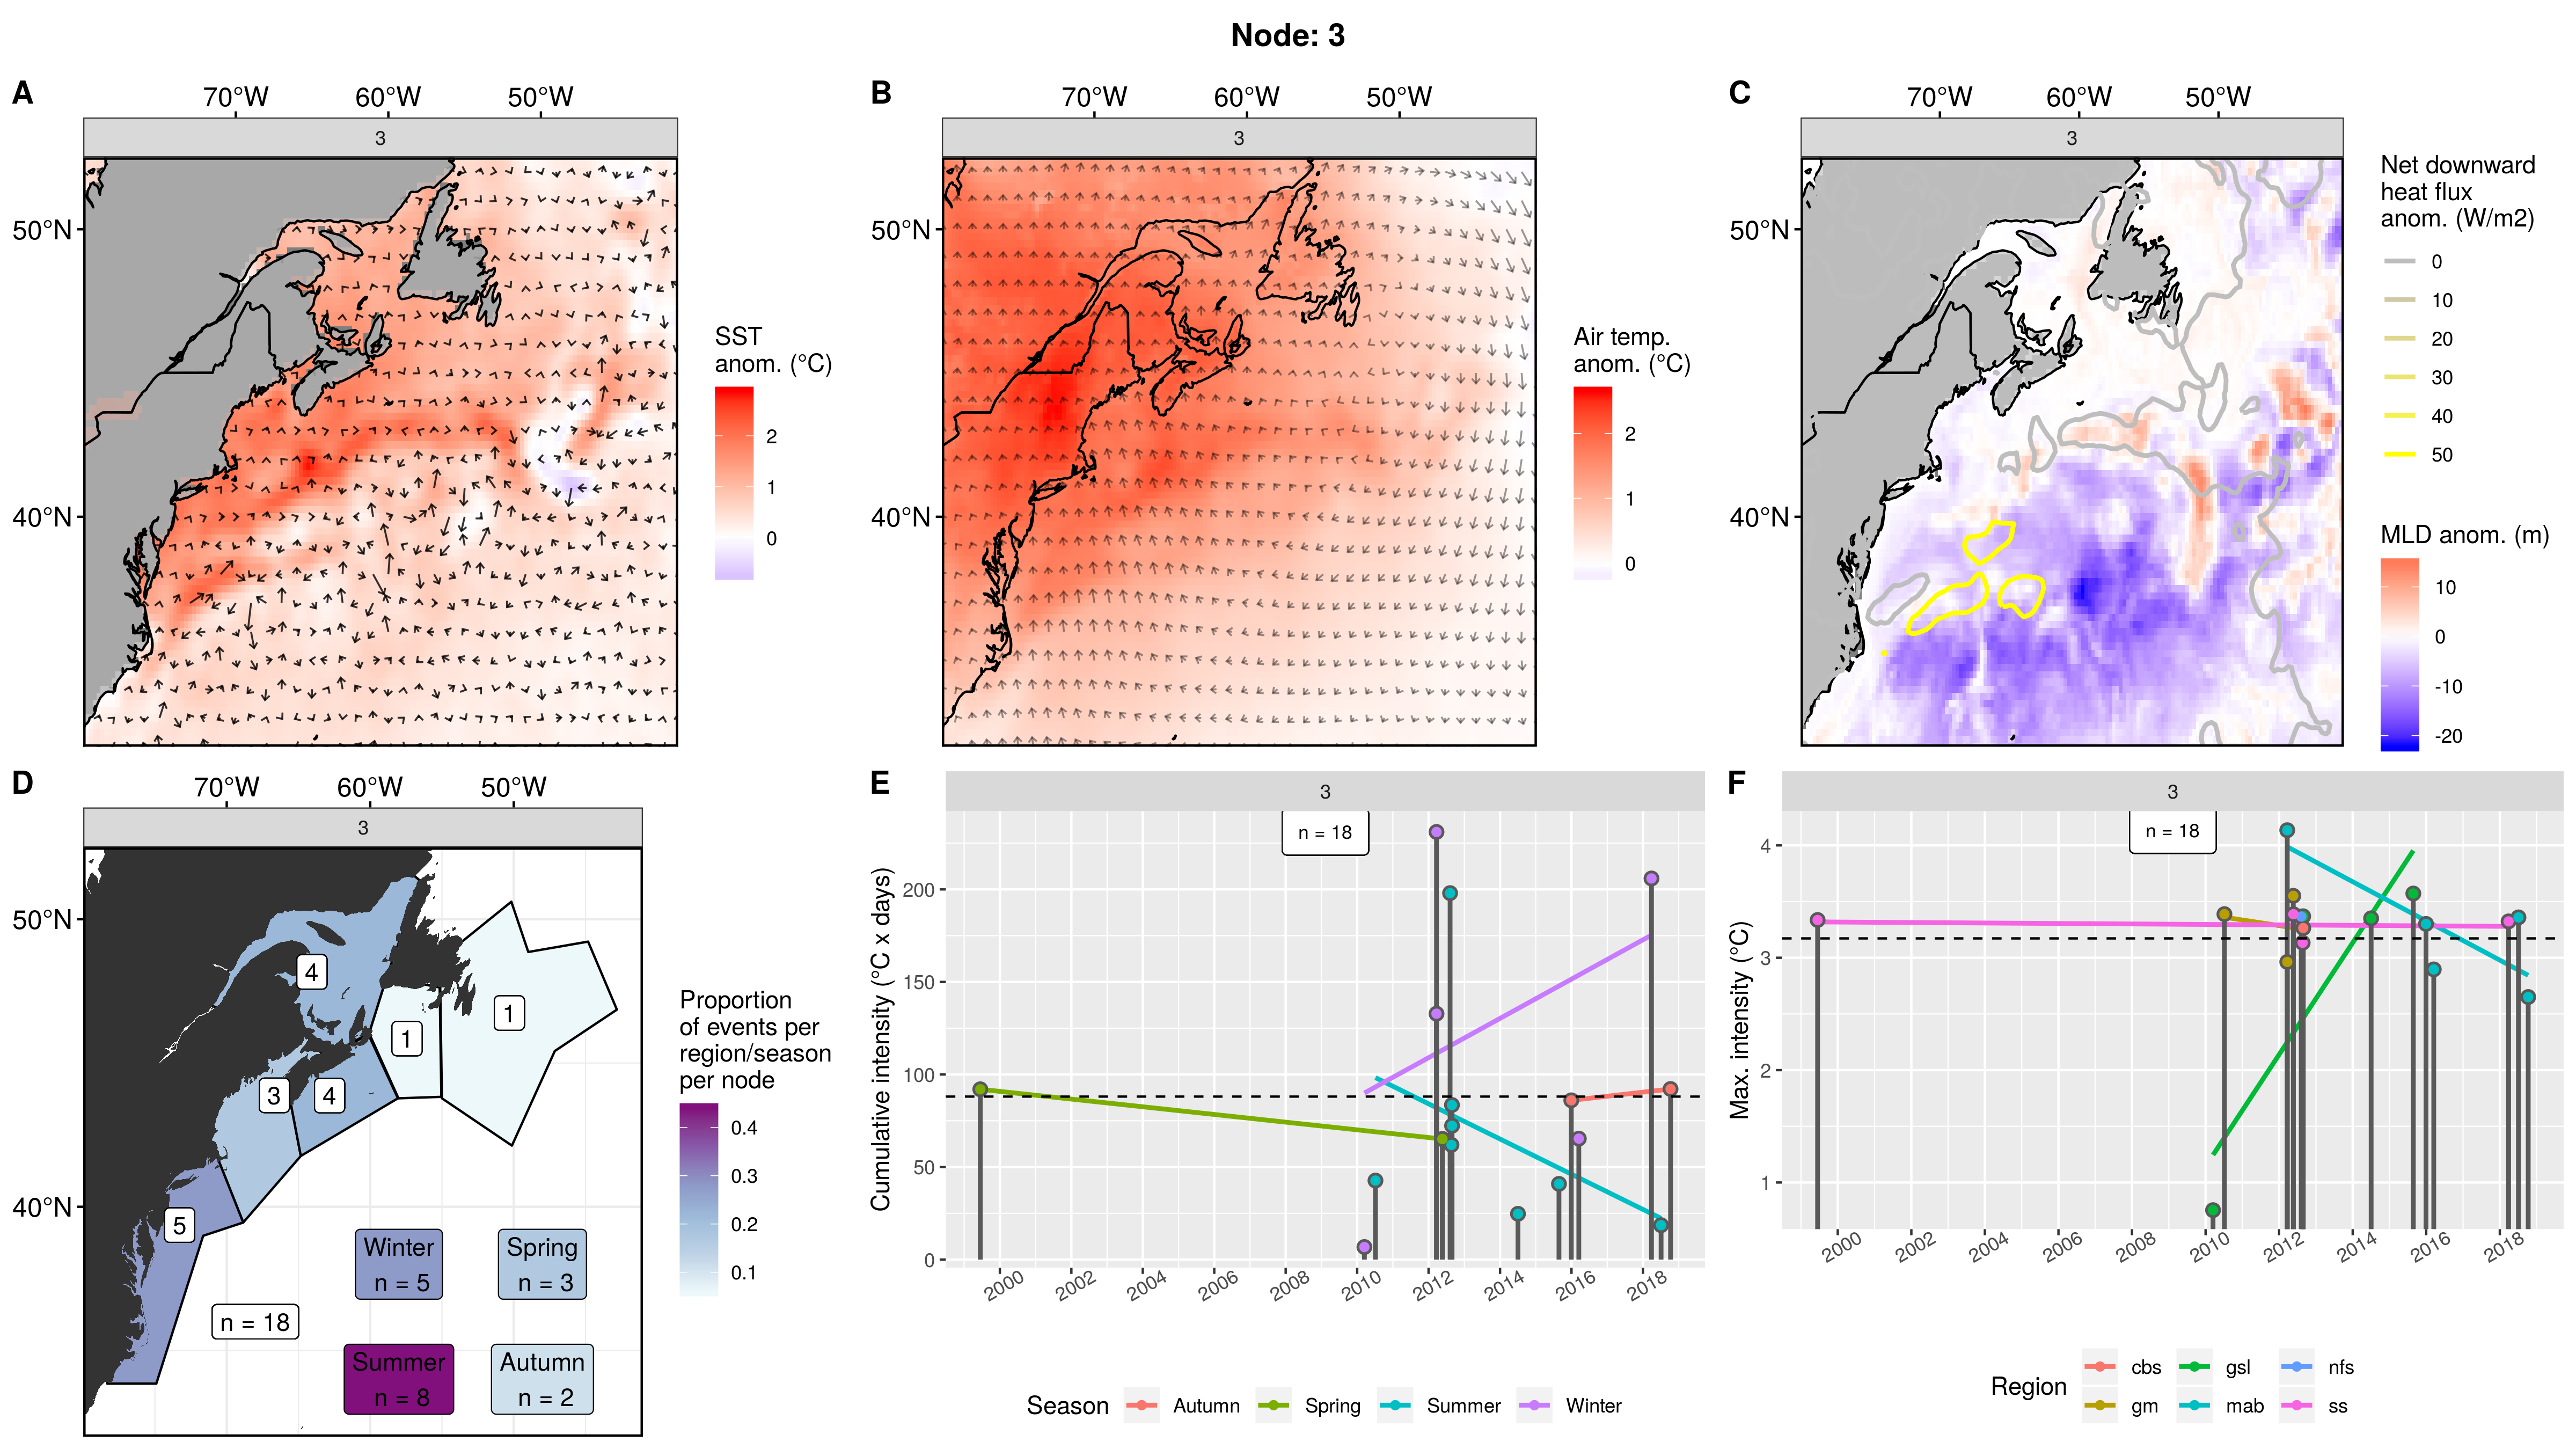 Node: 3
A
70°W 60°W 50°W
3
50°N
40°N
SST
anom. (°C)
2
1
0
B
70°W 60°W 50°W
3
50°N
40°N
Air temp.
anom. (°C)
2
1
0
C
70°W 60°W 50°W
3
50°N
40°N
Net downward
heat flux
anom. (W/m2)
0
10
20
30
40
50
MLD anom. (m)
10
0
-10
-20
D
70°W 60°W 50°W
3
50°N
40°N
4
1
1
3
4
5
n = 18
Winter
n = 5
Spring
n = 3
Summer
n = 8
Autumn
n = 2
Proportion
of events per
region/season
per node
0.4
0.3
0.2
0.1
E
3
n = 18
Cumulative intensity (°C x days)
200
150
100
50
0
2000 2002 2004 2006 2008 2010 2012 2014 2016 2018
Season Autumn Spring Summer Winter
F
3
n = 18
Max. intensity (°C)
4
3
2
1
2000 2002 2004 2006 2008 2010 2012 2014 2016 2018
Region
cbs gsl nfs
gm mab ss